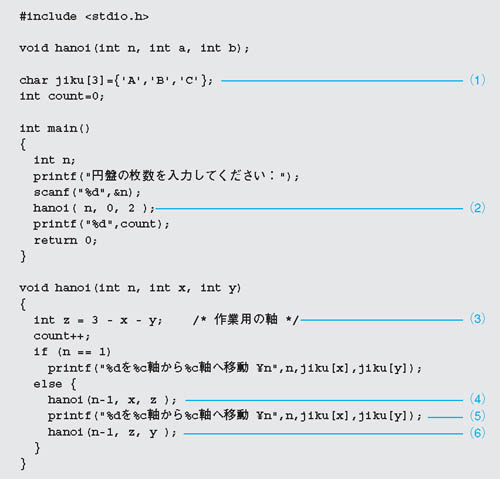 #include <stdio.h>
void hanoi(int n, int a, int b);
char jiku[3]={'A','B','C'}; (1)
int count=0;
int main()
{
int n;
printf("円盤の枚数を入力してください：");
scanf("%d",&n);
hanoi( n, 0, 2 ); (2)
printf("%d",count);
return 0;
}
void hanoi(int n, int x, int y)
{
int z = 3 - x - y; /* 作業用の軸 */ (3)
count++;
if (n == 1)
printf("%dを%c軸から%c軸へ移動 ¥n",n,jiku[x],jiku[y]);
else {
hanoi(n-1, x, z ); (4)
printf("%dを%c軸から%c軸へ移動 ¥n",n,jiku[x],jiku[y]); (5)
hanoi(n-1, z, y ); (6)
}
}